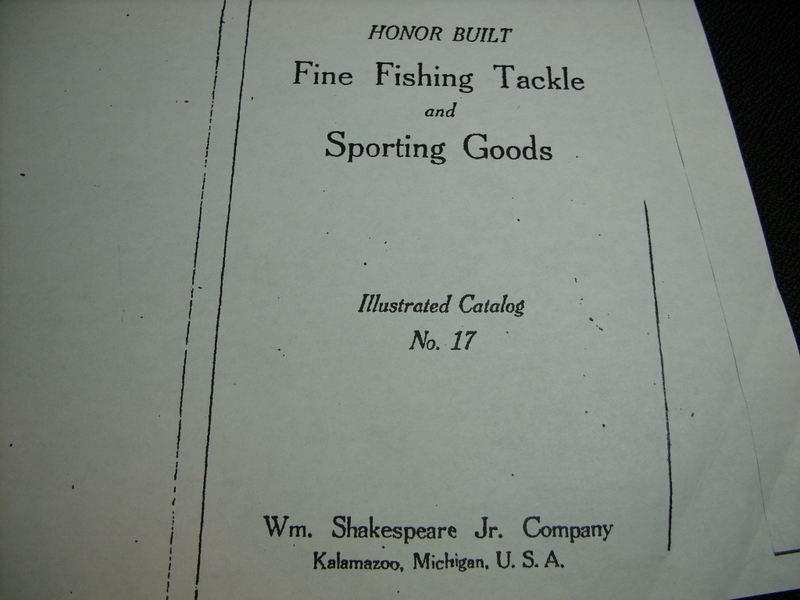 HONOR BUILT
Fine Fishing Tackle
and
Sporting Goods
Illustrated Catalog
No. 17
Wm. Shakespeare Jr. Company
Kalamazoo, Michigan, U. S. A.